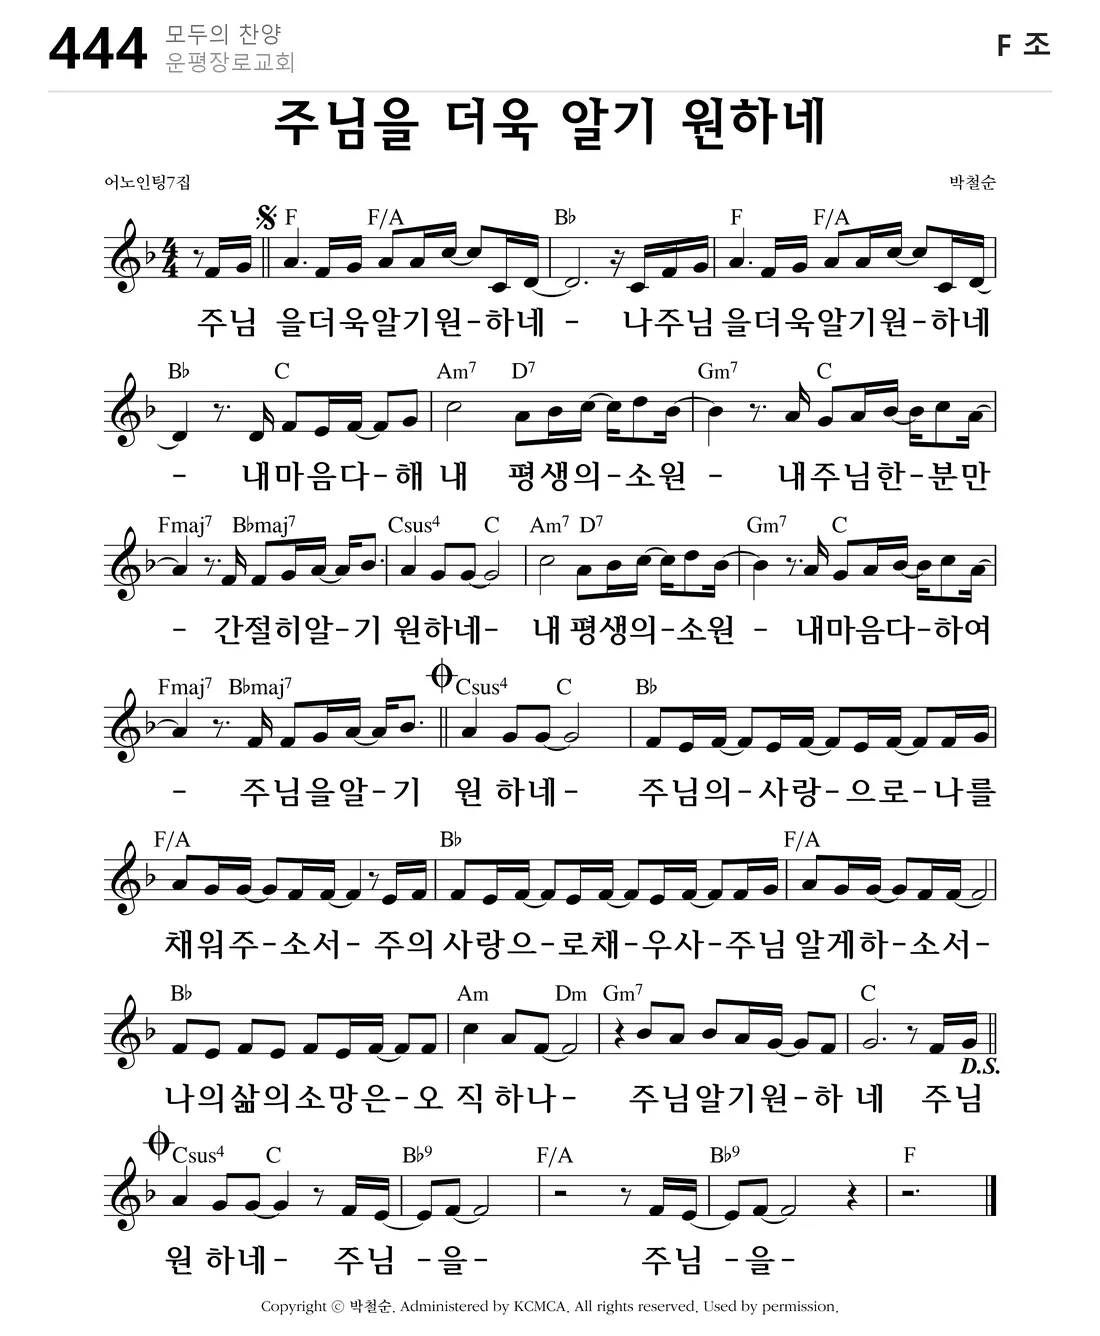 444 모두의 찬양 F 조
운평장로교회
주님을 더욱 알기 원하네
어노인팅7집 박철순
F F/A B♭ F F/A
주님 을더욱알기원-하네 - 나주님을더욱알기원-하네
B♭ C Am7 D7 Gm7 C
- 내마음다-해 내 평생의-소원 - 내주님한-분만
Fmaj7 B♭maj7 Csus4 C Am7 D7 Gm7 C
- 간절히알-기 원하네- 내 평생의-소원 - 내마음다-하여
Fmaj7 B♭maj7 Csus4 C B♭
- 주님을알-기 원 하네- 주님의-사랑-으로-나를
F/A B♭ F/A
채워주-소서- 주의 사랑으-로채-우사-주님 알게하-소서-
B♭ Am Dm Gm7 C
D.S.
나의삶의소망은-오 직 하나- 주님알기원-하 네 주님
Csus4 C B♭9 F/A B♭9 F
원 하네- 주님 -을- 주님 -을-
Copyright ⓒ 박철순. Administered by KCMCA. All rights reserved. Used by permission.